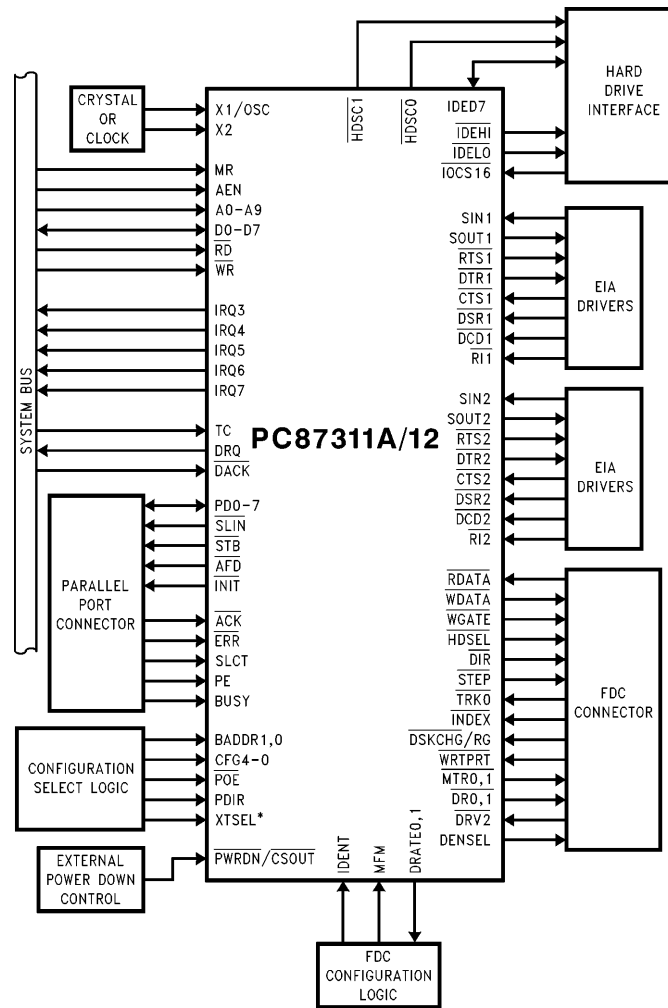 CRYSTAL
OR
CLOCK
SYSTEM BUS
PARALLEL
PORT
CONNECTOR
CONFIGURATION
SELECT LOGIC
EXTERNAL
POWER DOWN
CONTROL
X1/OSC
X2
MR
AEN
A0-A9
D0-D7
RD
WR
IRQ3
IRQ4
IRQ5
IRQ6
IRQ7
TC
DRQ
DACK
PD0-7
SLIN
STB
AFD
INIT
ACK
ERR
SLCT
PE
BUSY
BADDR1,0
CFG4-0
POE
PDIR
XTSEL*
PWRDN/CSOUT
PC87311A/12
HDSC1
HDSC0
IDED7
IDEHI
IDELO
IOCS16
SIN1
SOUT1
RTS1
DTR1
CTS1
DSR1
DCD1
RI1
SIN2
SOUT2
RTS2
DTR2
CTS2
DSR2
DCD2
RI2
RDATA
WDATA
WGATE
HDSEL
DIR
STEP
TRK0
INDEX
DSKCHG/RG
WRTPRT
MTR0,1
DR0,1
DRV2
DENSEL
IDENT
MFM
DRATE0,1
HARD
DRIVE
INTERFACE
EIA
DRIVERS
EIA
DRIVERS
FDC
CONNECTOR
FDC
CONFIGURATION
LOGIC